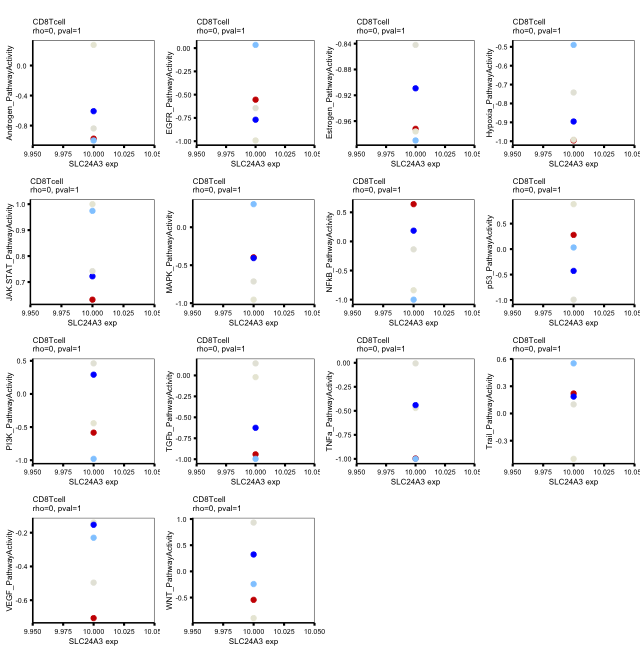 CD8Tcell
rho=0, pval=1
Androgen_PathwayActivity
0.0
-0.4
-0.8
9.950 9.975 10.000 10.025 10.05
SLC24A3 exp
CD8Tcell
rho=0, pval=1
EGFR_PathwayActivity
0.00
-0.50
-0.75
-1.00
9.950 9.975 10.000 10.025 10.05
SLC24A3 exp
CD8Tcell
rho=0, pval=1
Estrogen_PathwayActivity
-0.84
-0.88
-0.92
-0.96
9.950 9.975 10.000 10.025 10.05
SLC24A3 exp
CD8Tcell
rho=0, pval=1
Hypoxia_PathwayActivity
-0.5
-0.6
-0.7
-0.8
-0.9
-1.0
9.950 9.975 10.000 10.025 10.05
SLC24A3 exp
CD8Tcell
rho=0, pval=1
JAK.STAT_PathwayActivity
1.0
0.9
0.8
0.7
9.950 9.975 10.000 10.025 10.05
SLC24A3 exp
CD8Tcell
rho=0, pval=1
MAPK_PathwayActivity
0.0
-0.5
-1.0
9.950 9.975 10.000 10.025 10.05
SLC24A3 exp
CD8Tcell
rho=0, pval=1
NFkB_PathwayActivity
0.5
0.0
-0.5
-1.0
9.950 9.975 10.000 10.025 10.05
SLC24A3 exp
CD8Tcell
rho=0, pval=1
p53_PathwayActivity
0.5
0.0
-0.5
-1.0
9.950 9.975 10.000 10.025 10.05
SLC24A3 exp
CD8Tcell
rho=0, pval=1
PI3K_PathwayActivity
0.5
0.0
-0.5
-1.0
9.950 9.975 10.000 10.025 10.05
SLC24A3 exp
CD8Tcell
rho=0, pval=1
TGFb_PathwayActivity
0.00
-0.25
-0.50
-0.75
-1.00
9.950 9.975 10.000 10.025 10.05
SLC24A3 exp
CD8Tcell
rho=0, pval=1
TNFa_PathwayActivity
0.00
-0.25
-0.50
-0.75
-1.00
9.950 9.975 10.000 10.025 10.05
SLC24A3 exp
CD8Tcell
rho=0, pval=1
Trail_PathwayActivity
0.6
0.3
0.0
-0.3
9.950 9.975 10.000 10.025 10.05
SLC24A3 exp
CD8Tcell
rho=0, pval=1
VEGF_PathwayActivity
-0.2
-0.4
-0.6
9.950 9.975 10.000 10.025 10.05
SLC24A3 exp
CD8Tcell
rho=0, pval=1
WNT_PathwayActivity
1.0
0.5
0.0
-0.5
9.950 9.975 10.000 10.025 10.050
SLC24A3 exp